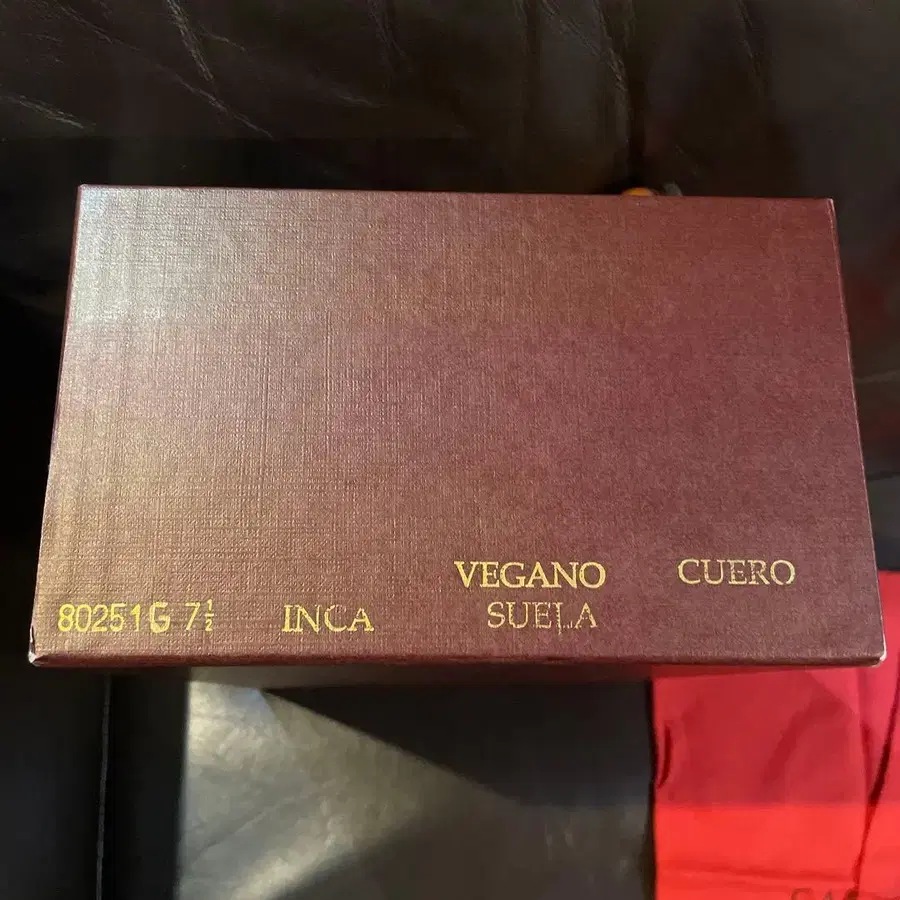 80251G 7½ INCA VEGANO CUERO
SUELA